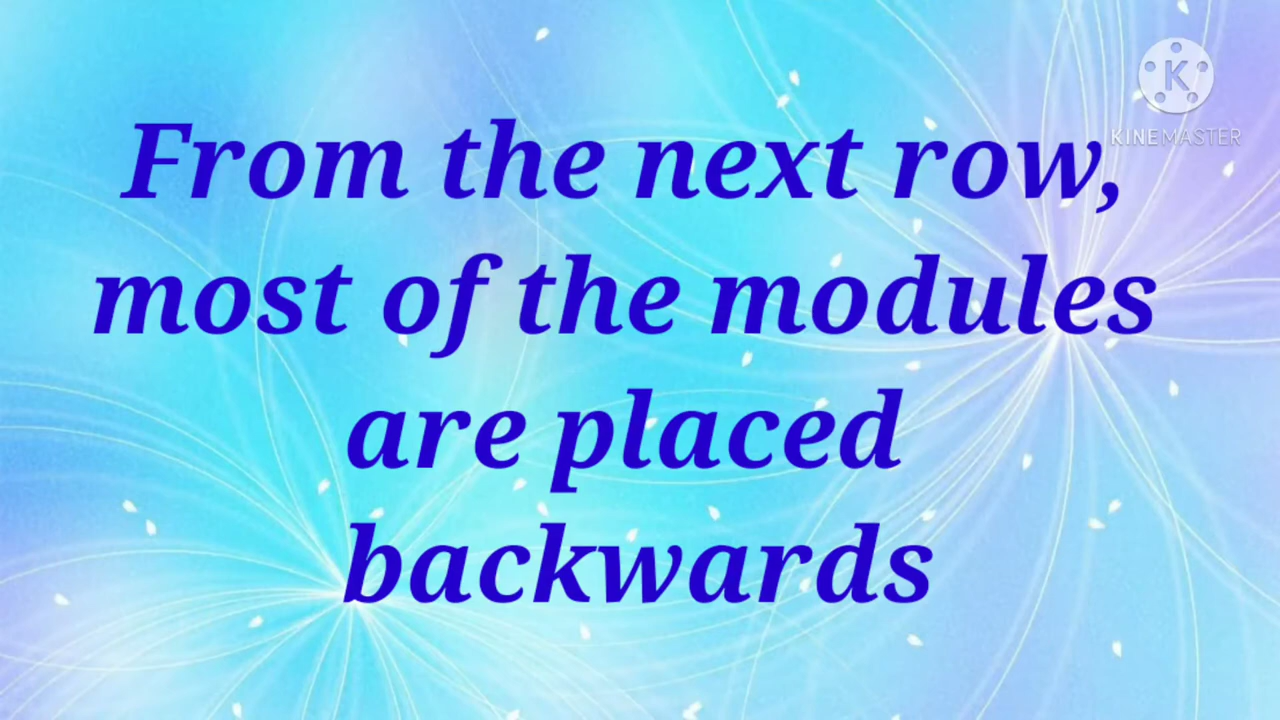 From the next row,
most of the modules
are placed
backwards
K
KINEMASTER